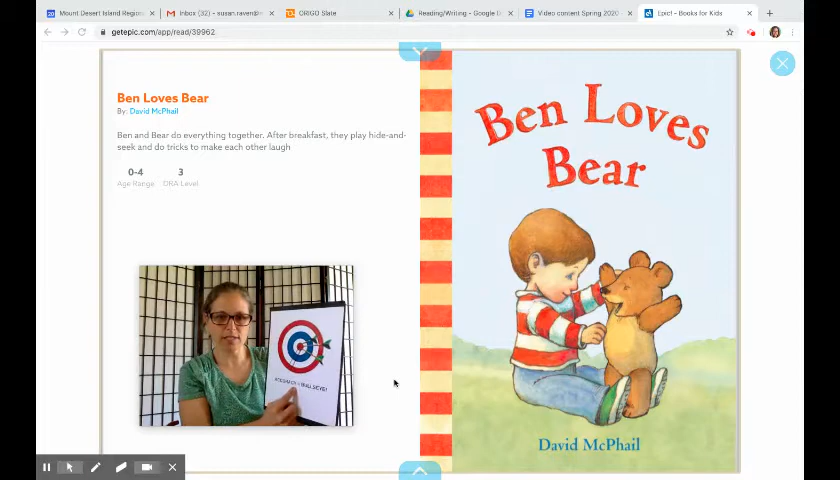 Mount Desert Island Region
Inbox (32) - susan.raven@
ORIGO Slate
Reading/Writing - Google D
Video content Spring 2020
Epic! - Books for Kids
getepic.com/app/read/39962
Ben Loves Bear
By: David McPhail
Ben and Bear do everything together. After breakfast, they play hide-and-
seek and do tricks to make each other laugh
0-4
3
Age Range
DRA Level
Ben Loves
Bear
David McPhail